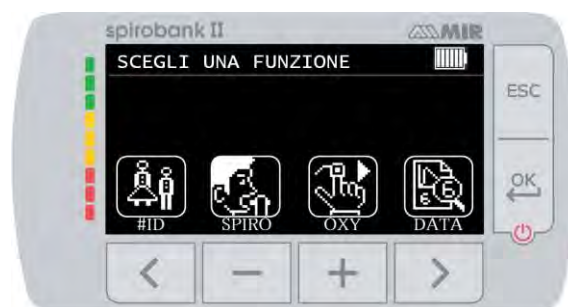 spirobank II MIR
SCEGLI UNA FUNZIONE
ESC
OK
#ID SPIRO OXY DATA